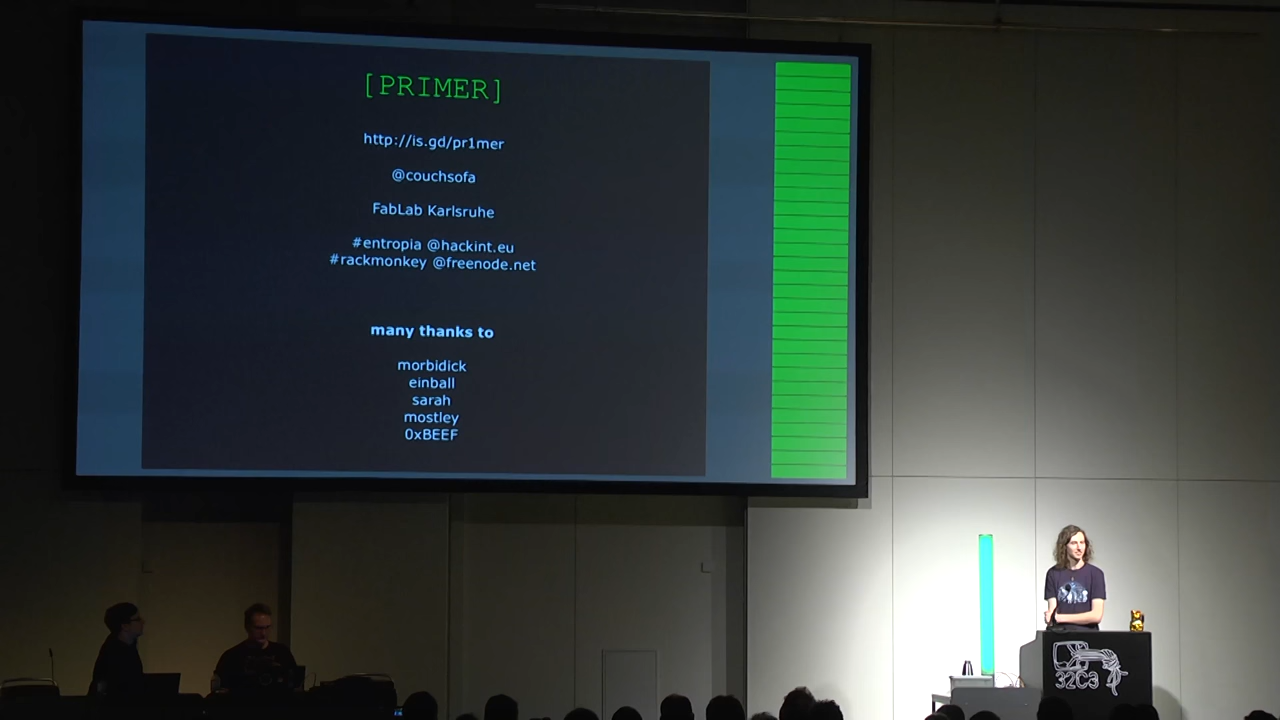 [PRIMER]
http://is.gd/pr1mer
@couchsofa
FabLab Karlsruhe
#entropia @hackint.eu
#rackmonkey @freenode.net
many thanks to
morbidick
einball
sarah
mostley
0xBEEF
32C3